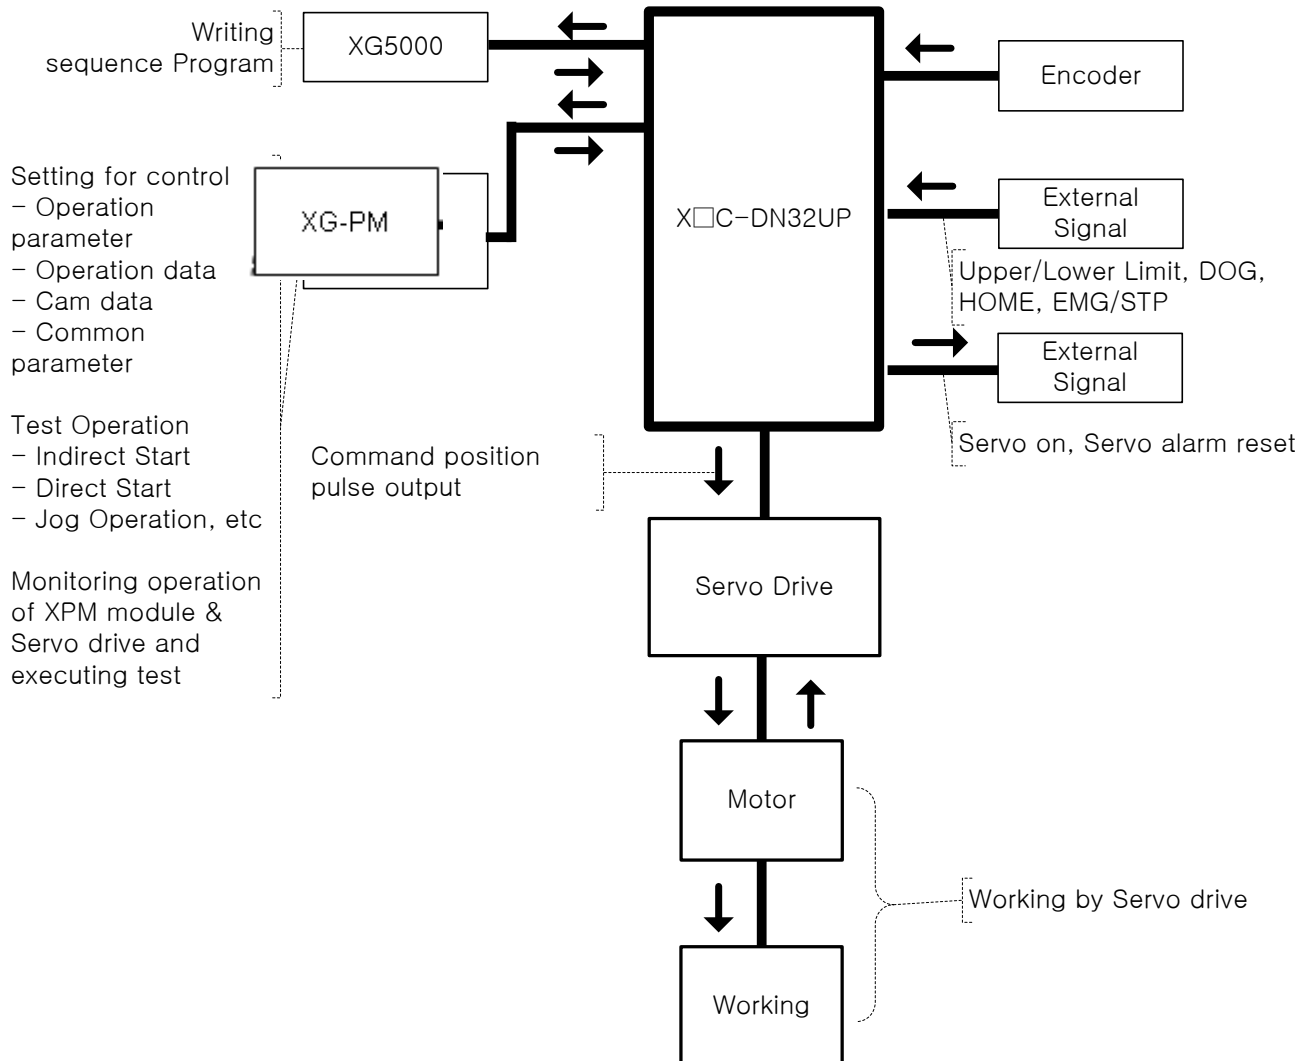 Writing
sequence Program
XG5000
Encoder
Setting for control
- Operation
parameter
- Operation data
- Cam data
- Common
parameter
XG-PM
X□C-DN32UP
External
Signal
Upper/Lower Limit, DOG,
HOME, EMG/STP
External
Signal
Servo on, Servo alarm reset
Test Operation
- Indirect Start
- Direct Start
- Jog Operation, etc
Command position
pulse output
Monitoring operation
of XPM module &
Servo drive and
executing test
Servo Drive
Motor
Working by Servo drive
Working